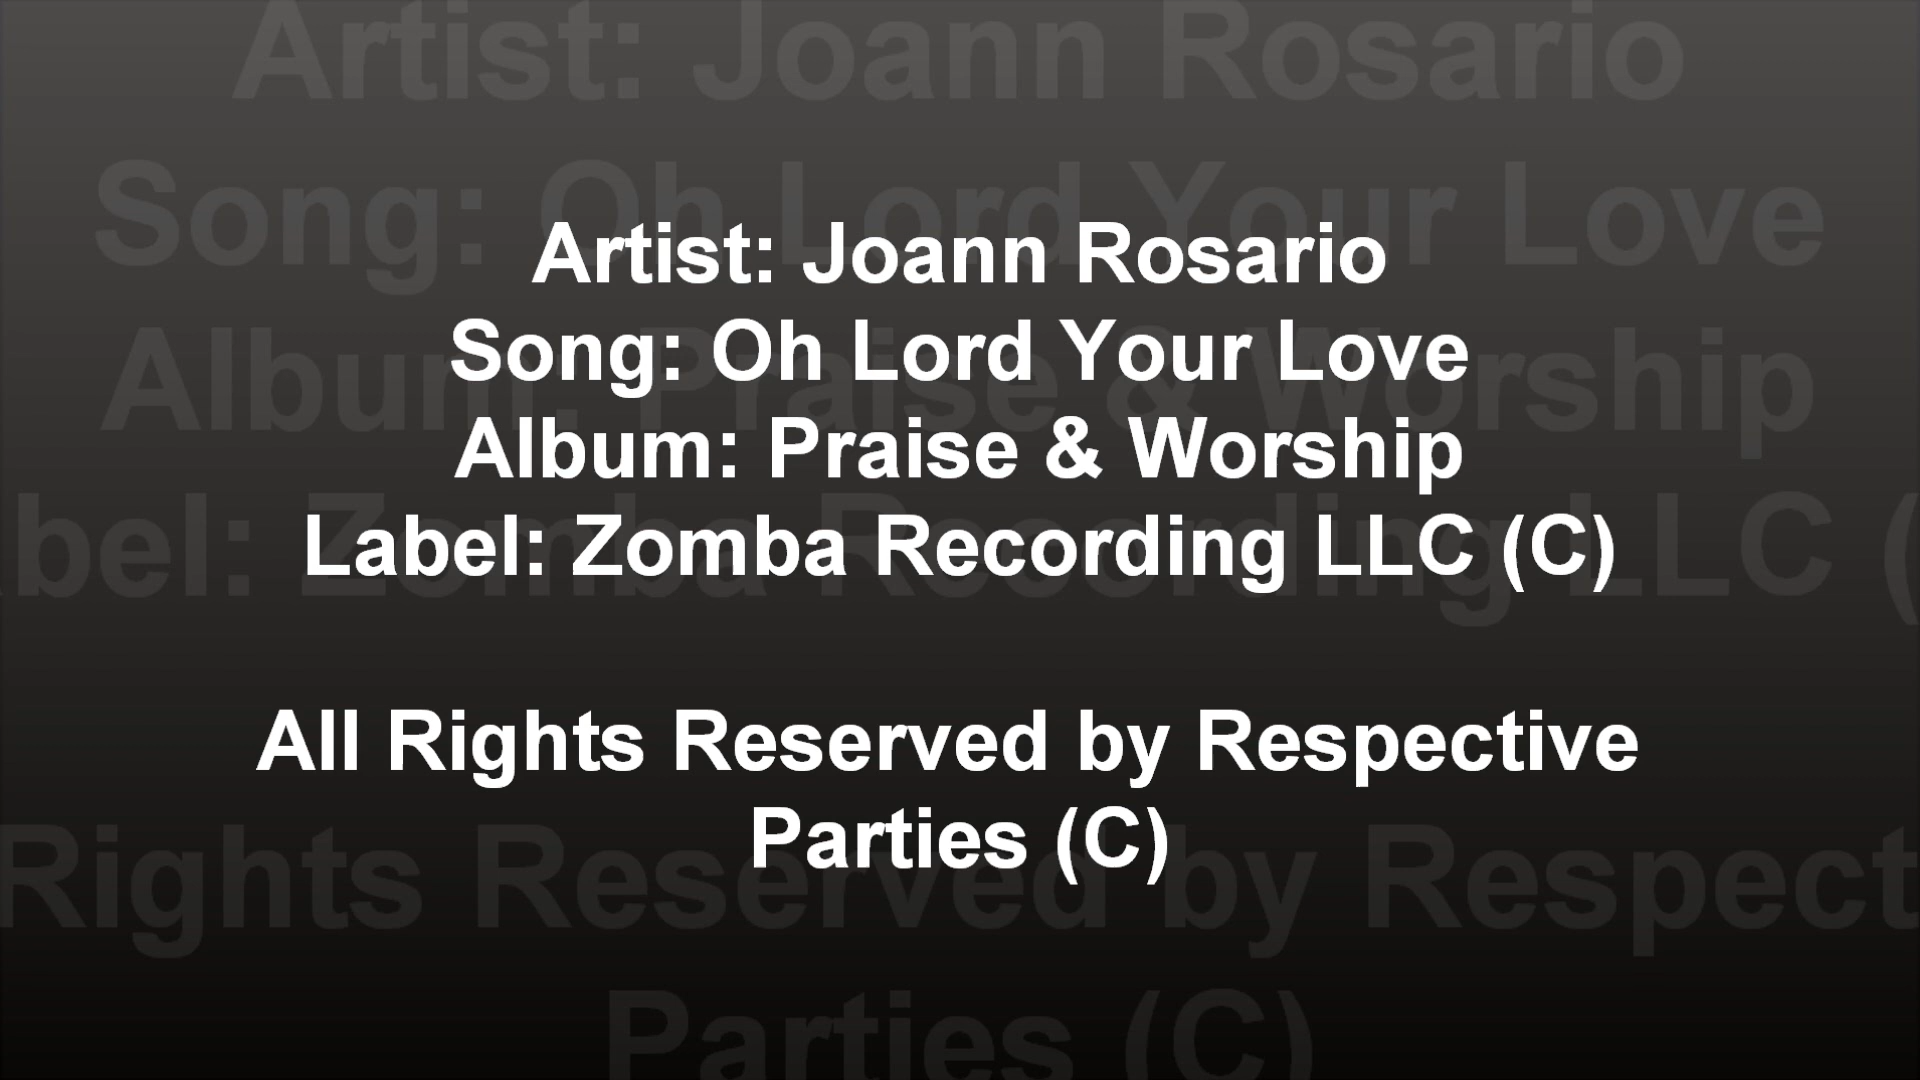 Artist: Joann Rosario
Song: Oh Lord Your Love
Album: Praise & Worship
Label: Zomba Recording LLC (C)
All Rights Reserved by Respective
Parties (C)